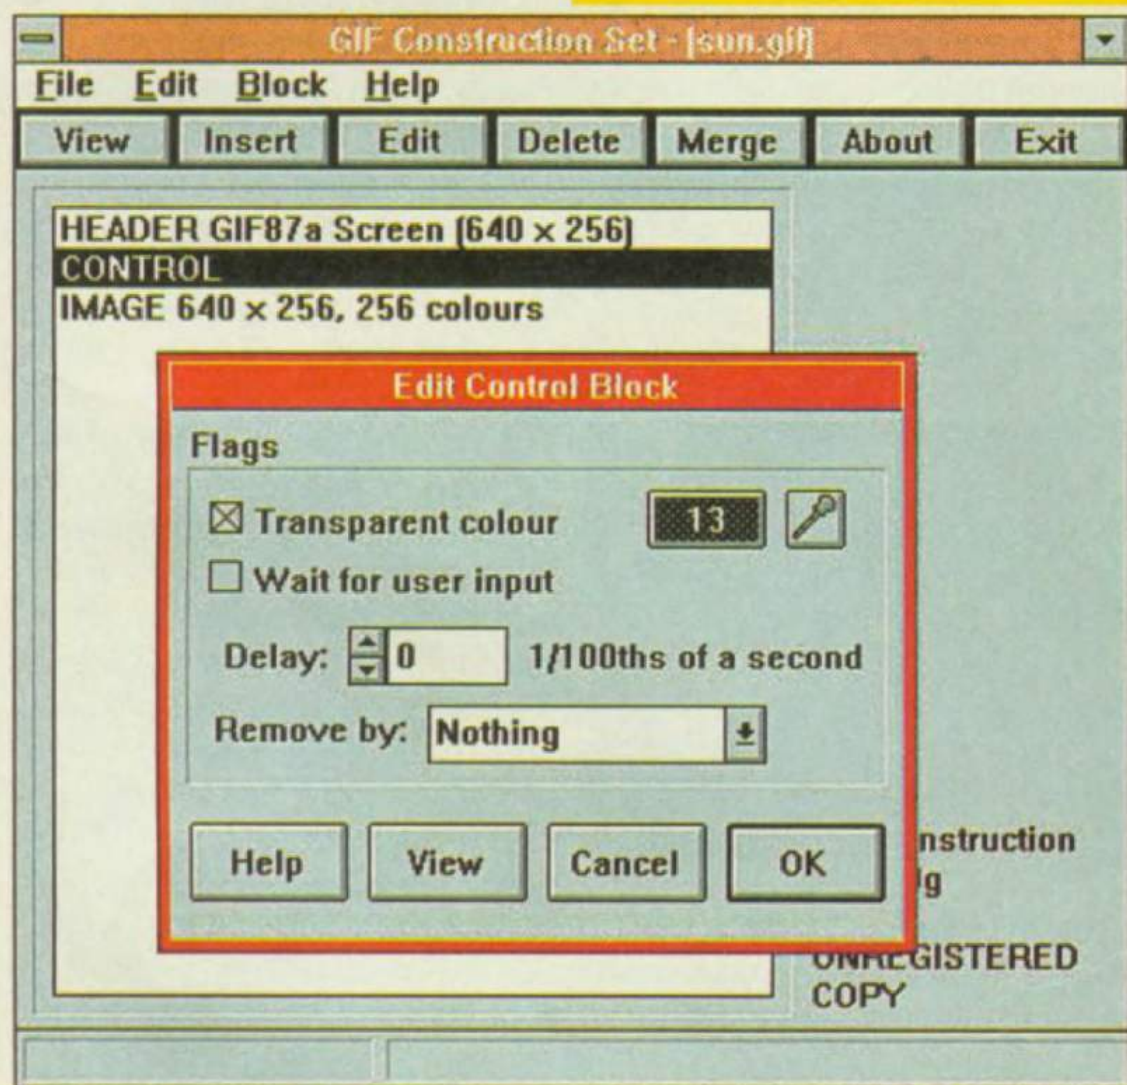 GIF Construction Set - [sun.gif]
File Edit Block Help
View Insert Edit Delete Merge About Exit
HEADER GIF87a Screen (640 x 256)
CONTROL
IMAGE 640 x 256, 256 colours
Edit Control Block
Flags
Transparent colour 13
Wait for user input
Delay: 0 1/100ths of a second
Remove by: Nothing
Help View Cancel OK
nstruction
UNREGISTERED
COPY